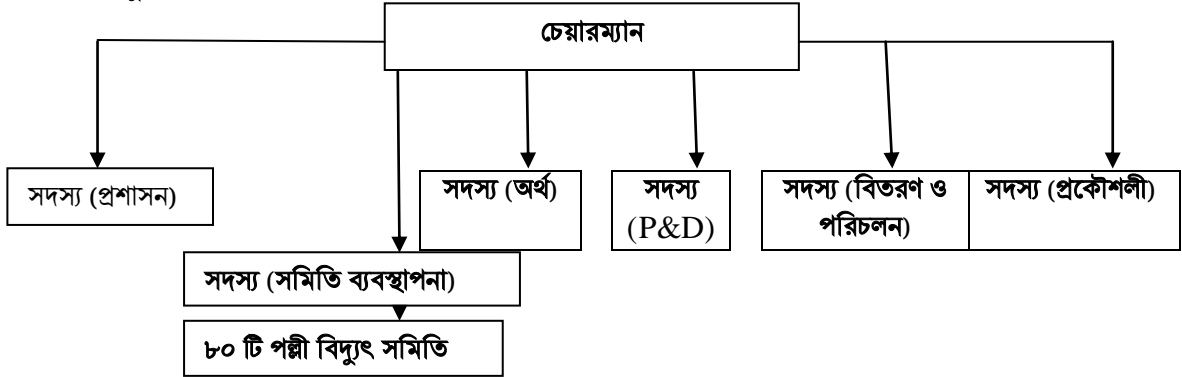 চেয়ারম্যান
সদস্য (প্রশাসন)
সদস্য (অর্থ)
সদস্য
(P&D)
সদস্য (বিতরণ ও
পরিচলন)
সদস্য (প্রকৌশলী)
সদস্য (সমিতি ব্যবস্থাপনা)
৮০ টি পল্লী বিদ্যুৎ সমিতি